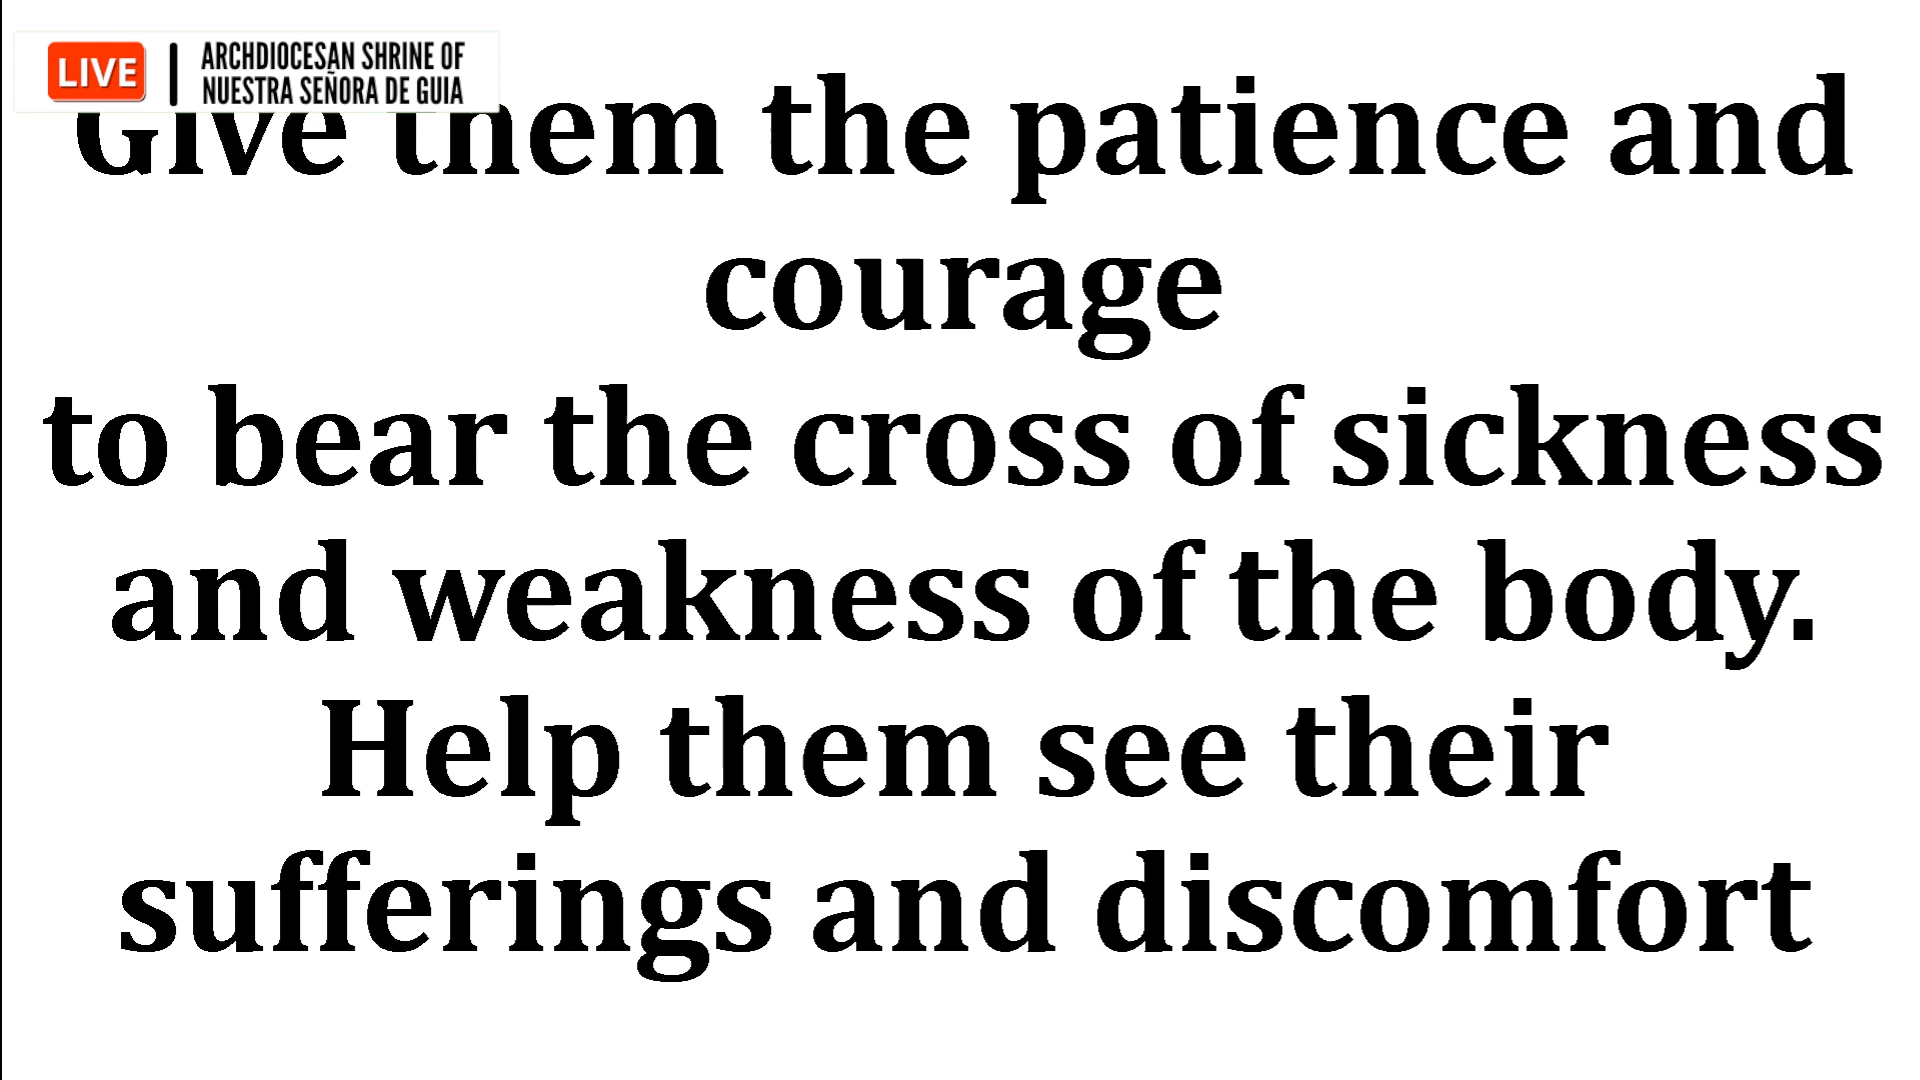 LIVE
ARCHDIOCESAN SHRINE OF
NUESTRA SEÑORA DE GUIA
Give them the patience and
courage
to bear the cross of sickness
and weakness of the body.
Help them see their
sufferings and discomfort